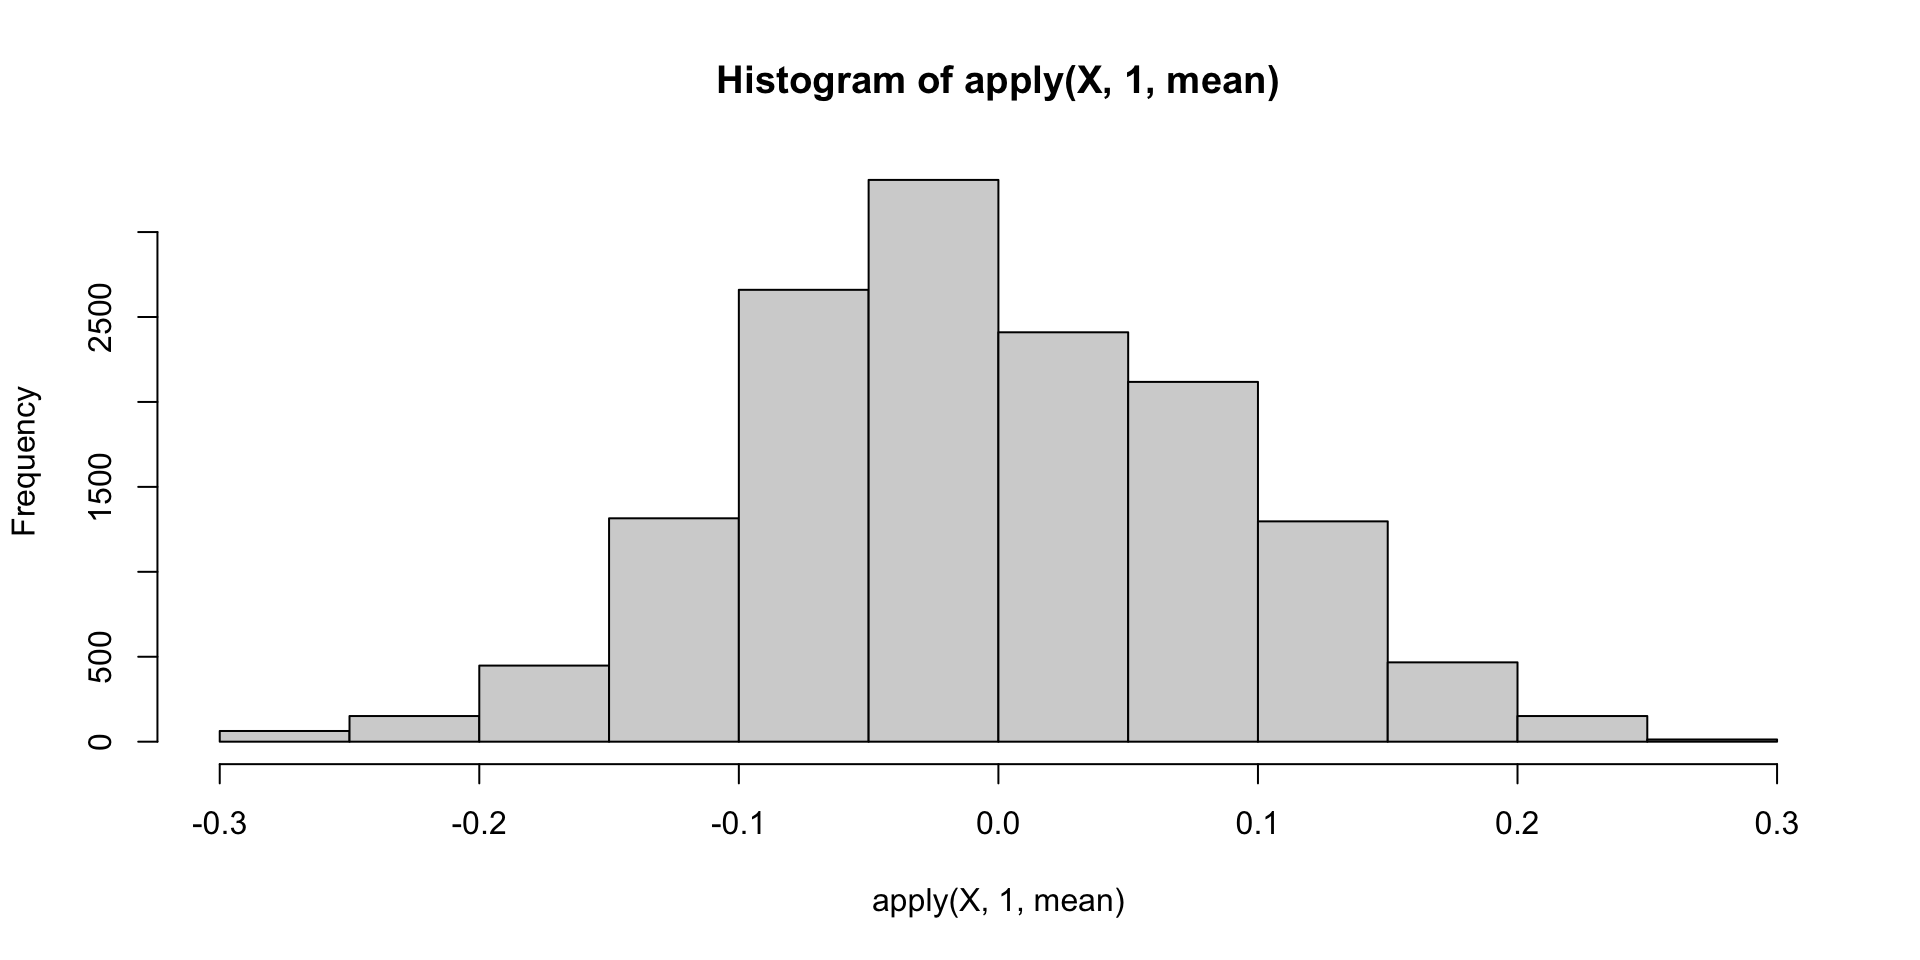 Histogram of apply(X, 1, mean)
Frequency
2500
1500
500
0
-0.3 -0.2 -0.1 0.0 0.1 0.2 0.3
apply(X, 1, mean)